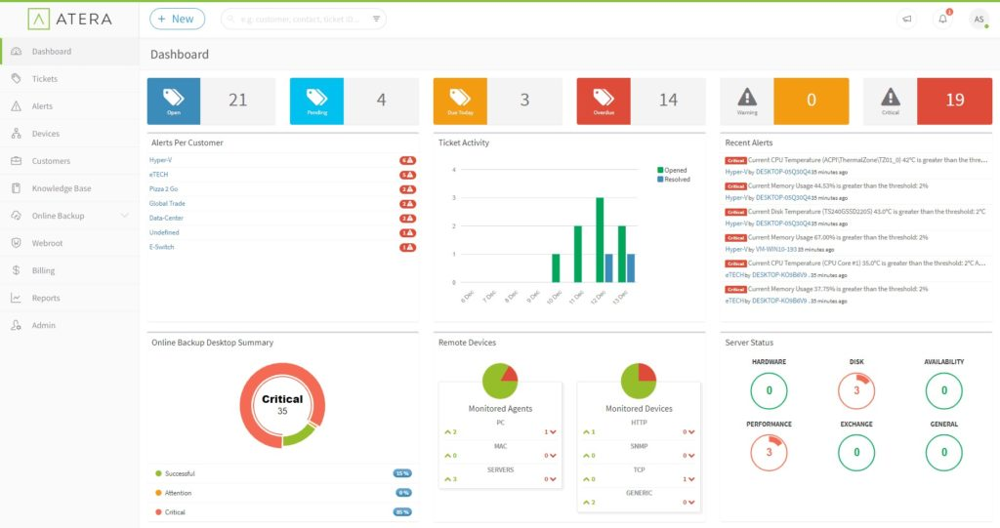 ATERA
+ New
e.g: customer, contact, ticket ID...
1
AS
Dashboard
Tickets
Alerts
Devices
Customers
Knowledge Base
Online Backup
Webroot
Billing
Reports
Admin
Dashboard
Open
21
Pending
4
Due Today
3
Overdue
14
Warning
0
Critical
19
Alerts Per Customer
Hyper-V 6
eTECH 5
Pizza 2 Go
Global Trade
Data-Center
Undefined 1
E-Switch 1
Ticket Activity
Opened
Resolved
4
3
2
1
0
6 Dec
7 Dec
8 Dec
9 Dec
10 Dec
11 Dec
12 Dec
13 Dec
Recent Alerts
Critical Current CPU Temperature (ACPI\ThermalZone\TZ01_0) 42°C is greater than the thre...
Hyper-V by DESKTOP-05Q30Q4 35 minutes ago
Critical Current Memory Usage 44.53% is greater than the threshold: 2%
Hyper-V by DESKTOP-05Q30Q4 35 minutes ago
Critical Current Disk Temperature (TS240GSSD220S) 43.0°C is greater than the threshold: 2°C
Hyper-V by DESKTOP-05Q30Q4 35 minutes ago
Critical Current Memory Usage 67.00% is greater than the threshold: 2%
Hyper-V by VM-WIN10-193 35 minutes ago
Critical Current CPU Temperature (CPU Core #1) 35.0°C is greater than the threshold: 2°C A...
eTECH by DESKTOP-KO9B6V9 . 35 minutes ago
Critical Current Memory Usage 37.75% is greater than the threshold: 2%
eTECH by DESKTOP-KO9B6V9 . 35 minutes ago
Online Backup Desktop Summary
Critical
35
Successful 15 %
Attention 0 %
Critical 85 %
Remote Devices
Monitored Agents
PC
2 1
MAC
0 0
SERVERS
3 0
Monitored Devices
HTTP
1 0
SNMP
0 0
TCP
0 1
GENERIC
2 0
Server Status
HARDWARE
0
DISK
3
AVAILABILITY
0
PERFORMANCE
3
EXCHANGE
0
GENERAL
0